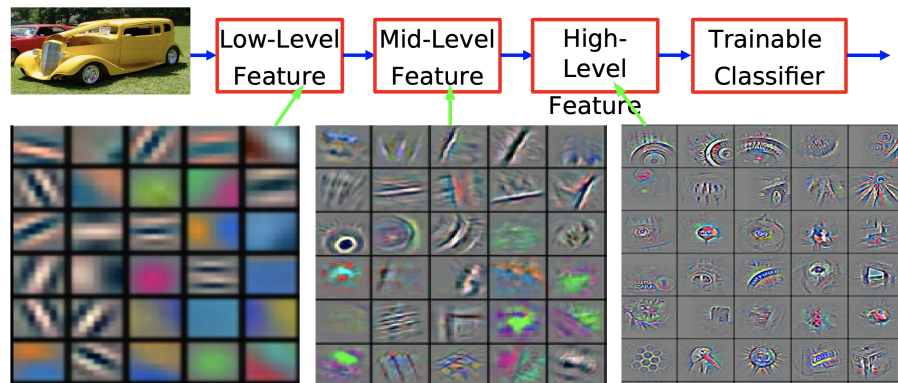 Low-Level
Feature
Mid-Level
Feature
High-
Level
Feature
Trainable
Classifier